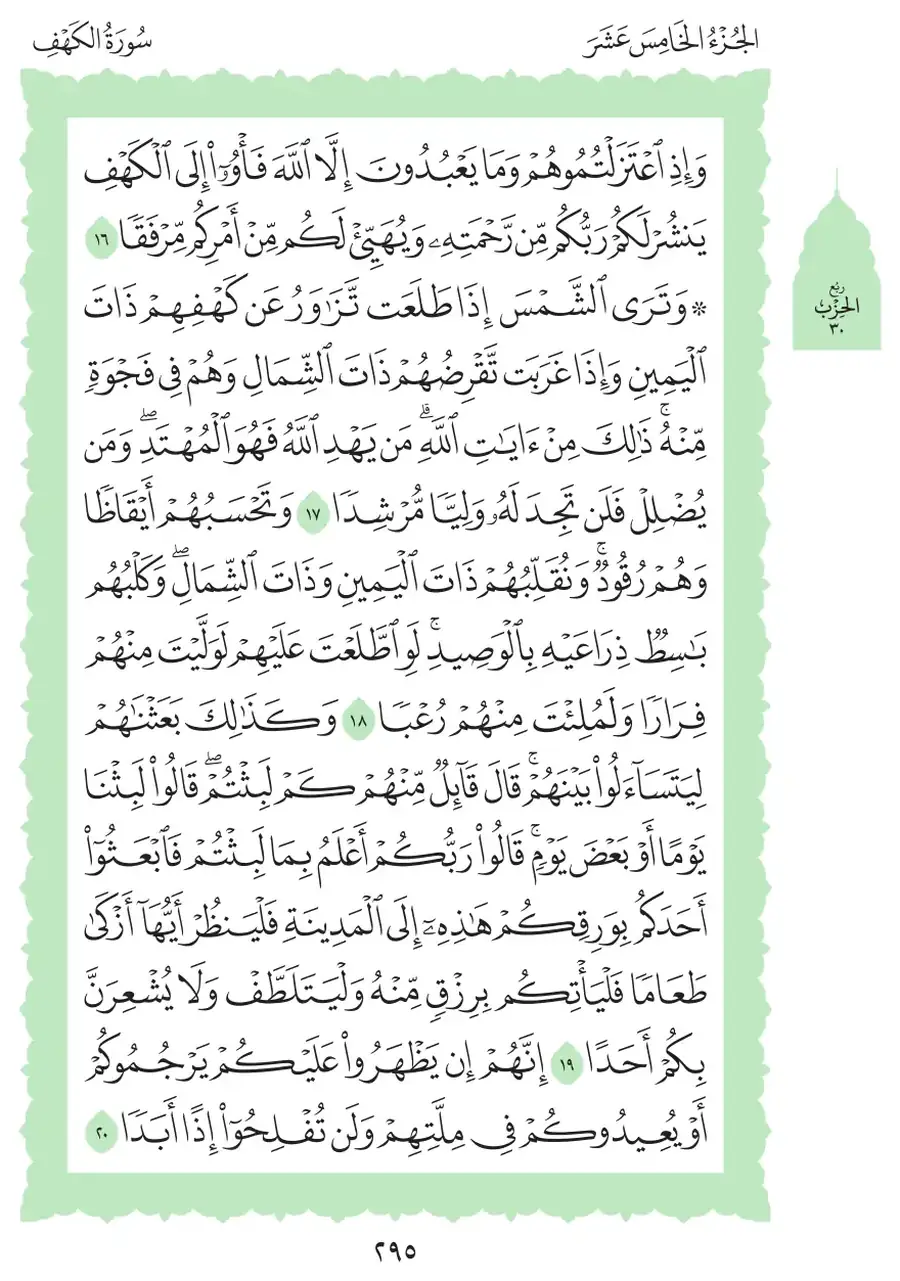 الجُزْءُ الخَامِسَ عَشَرَ
سُورَةُ الكَهْفِ
وَإِذِ ٱعْتَزَلْتُمُوهُمْ وَمَا يَعْبُدُونَ إِلَّا ٱللَّهَ فَأْوُۥٓا۟ إِلَى ٱلْكَهْفِ
يَنشُرْ لَكُمْ رَبُّكُم مِّن رَّحْمَتِهِۦ وَيُهَيِّئْ لَكُم مِّنْ أَمْرِكُم مِّرْفَقًا ١٦
* وَتَرَى ٱلشَّمْسَ إِذَا طَلَعَت تَّزَٰوَرُ عَن كَهْفِهِمْ ذَاتَ
ٱلْيَمِينِ وَإِذَا غَرَبَت تَّقْرِضُهُمْ ذَاتَ ٱلشِّمَالِ وَهُمْ فِى فَجْوَةٍ
مِّنْهُ ۚ ذَٰلِكَ مِنْ ءَايَٰتِ ٱللَّهِ ۗ مَن يَهْدِ ٱللَّهُ فَهُوَ ٱلْمُهْتَدِ ۖ وَمَن
يُضْلِلْ فَلَن تَجِدَ لَهُۥ وَلِيًّا مُّرْشِدًا ١٧ وَتَحْسَبُهُمْ أَيْقَاظًا
وَهُمْ رُقُودٌ ۚ وَنُقَلِّبُهُمْ ذَاتَ ٱلْيَمِينِ وَذَاتَ ٱلشِّمَالِ ۖ وَكَلْبُهُم
بَٰسِطٌ ذِرَاعَيْهِ بِٱلْوَصِيدِ ۚ لَوِ ٱطَّلَعْتَ عَلَيْهِمْ لَوَلَّيْتَ مِنْهُمْ
فِرَارًا وَلَمُلِئْتَ مِنْهُمْ رُعْبًا ١٨ وَكَذَٰلِكَ بَعَثْنَٰهُمْ
لِيَتَسَآءَلُوا۟ بَيْنَهُمْ ۚ قَالَ قَآئِلٌ مِّنْهُمْ كَمْ لَبِثْتُمْ ۖ قَالُوا۟ لَبِثْنَا
يَوْمًا أَوْ بَعْضَ يَوْمٍ ۚ قَالُوا۟ رَبُّكُمْ أَعْلَمُ بِمَا لَبِثْتُمْ فَٱبْعَثُوٓا۟
أَحَدَكُم بِوَرِقِكُمْ هَٰذِهِۦٓ إِلَى ٱلْمَدِينَةِ فَلْيَنظُرْ أَيُّهَآ أَزْكَىٰ
طَعَامًا فَلْيَأْتِكُم بِرِزْقٍ مِّنْهُ وَلْيَتَلَطَّفْ وَلَا يُشْعِرَنَّ
بِكُمْ أَحَدًا ١٩ إِنَّهُمْ إِن يَظْهَرُوا۟ عَلَيْكُمْ يَرْجُمُوكُمْ
أَوْ يُعِيدُوكُمْ فِى مِلَّتِهِمْ وَلَن تُفْلِحُوٓا۟ إِذًا أَبَدًا ٢٠
ربع
الحزب
٣٠
٢٩٥